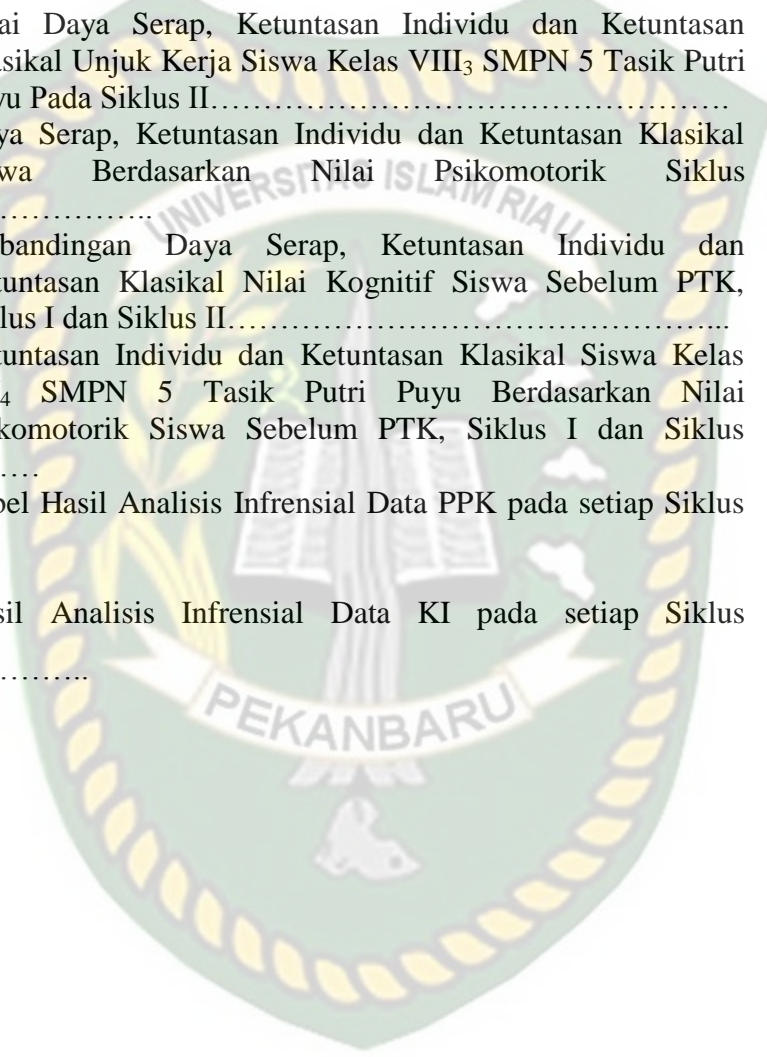 ai Daya Serap, Ketuntasan Individu dan Ketuntasan
asikal Unjuk Kerja Siswa Kelas VIII₃ SMPN 5 Tasik Putri
yu Pada Siklus II…………………………………………….
ya Serap, Ketuntasan Individu dan Ketuntasan Klasikal
wa Berdasarkan Nilai Psikomotorik Siklus
……………..
bandingan Daya Serap, Ketuntasan Individu dan
tuntasan Klasikal Nilai Kognitif Siswa Sebelum PTK,
lus I dan Siklus II………………………………………...
tuntasan Individu dan Ketuntasan Klasikal Siswa Kelas
₄ SMPN 5 Tasik Putri Puyu Berdasarkan Nilai
komotorik Siswa Sebelum PTK, Siklus I dan Siklus
……
bel Hasil Analisis Infrensial Data PPK pada setiap Siklus
sil Analisis Infrensial Data KI pada setiap Siklus
………..
UNIVERSITAS ISLAM RIAU
PEKANBARU